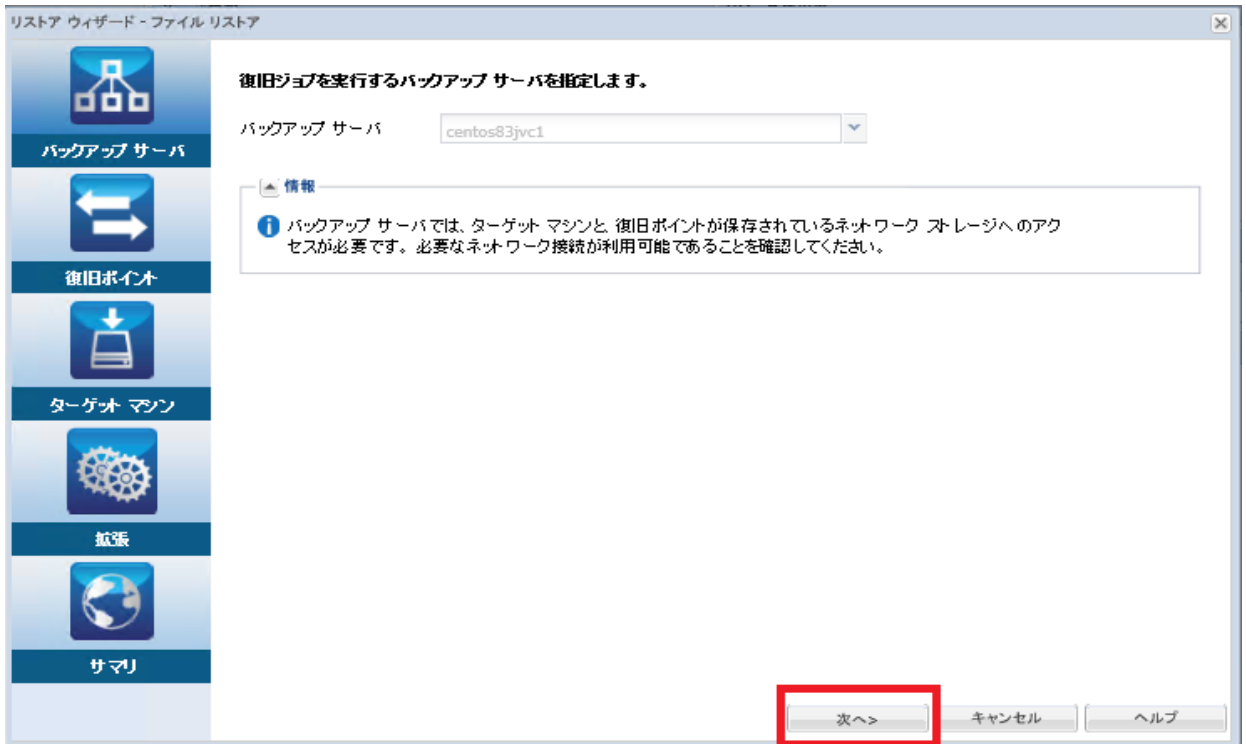 リストア ウィザード - ファイル リストア
バックアップ サーバ
復旧ポイント
ターゲット マシン
拡張
サマリ
復旧ジョブを実行するバックアップ サーバを指定します。
バックアップ サーバ
centos83jvc1
情報
バックアップ サーバでは、ターゲット マシンと、復旧ポイントが保存されているネットワーク ストレージへのアク
セスが必要です。必要なネットワーク接続が利用可能であることを確認してください。
次へ>
キャンセル
ヘルプ